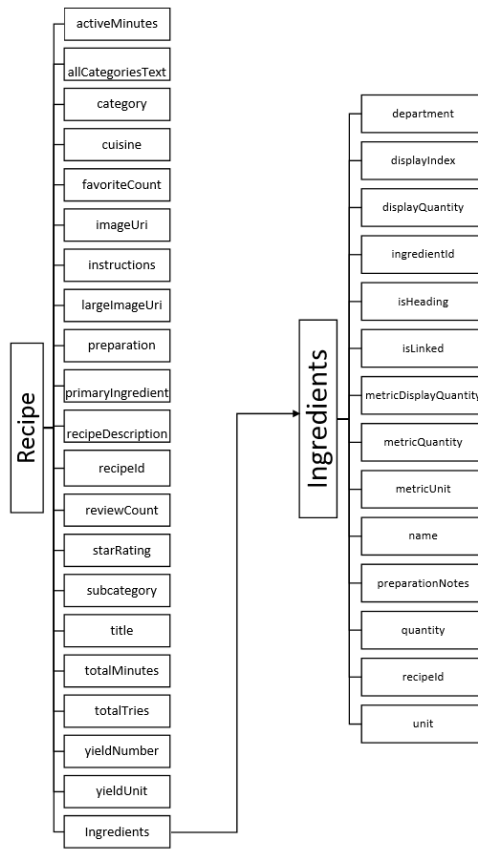 Recipe
activeMinutes
allCategoriesText
category
cuisine
favoriteCount
imageUri
instructions
largeImageUri
preparation
primaryIngredient
recipeDescription
recipeId
reviewCount
starRating
subcategory
title
totalMinutes
totalTries
yieldNumber
yieldUnit
Ingredients
Ingredients
department
displayIndex
displayQuantity
ingredientId
isHeading
isLinked
metricDisplayQuantity
metricQuantity
metricUnit
name
preparationNotes
quantity
recipeId
unit